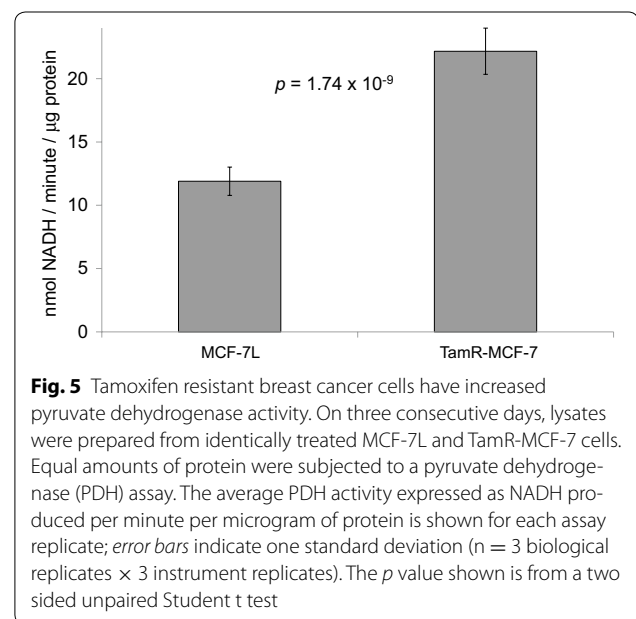 20
15
10
5
0
nmol NADH / minute / µg protein
p = 1.74 x 10-9
MCF-7L
TamR-MCF-7
Fig. 5 Tamoxifen resistant breast cancer cells have increased
pyruvate dehydrogenase activity. On three consecutive days, lysates
were prepared from identically treated MCF-7L and TamR-MCF-7 cells.
Equal amounts of protein were subjected to a pyruvate dehydroge-
nase (PDH) assay. The average PDH activity expressed as NADH pro-
duced per minute per microgram of protein is shown for each assay
replicate; error bars indicate one standard deviation (n = 3 biological
replicates × 3 instrument replicates). The p value shown is from a two
sided unpaired Student t test